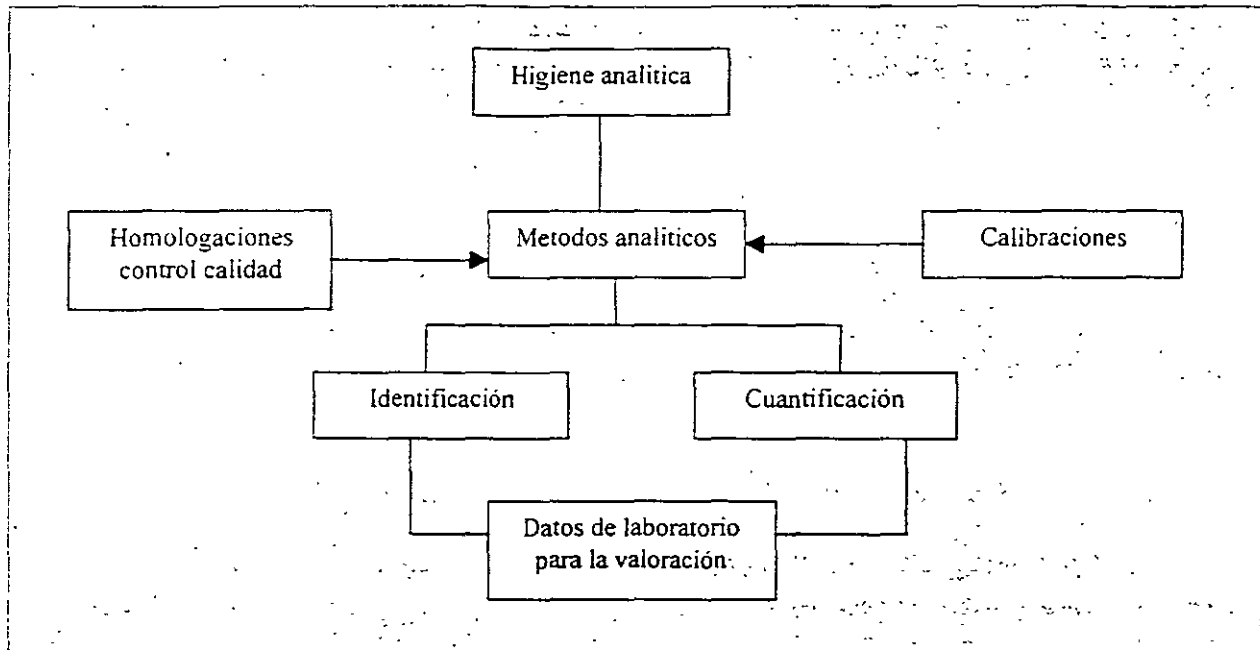 Higiene analitica
Homologaciones
control calidad
Metodos analiticos
Calibraciones
Identificación
Cuantificación
Datos de laboratorio
para la valoración